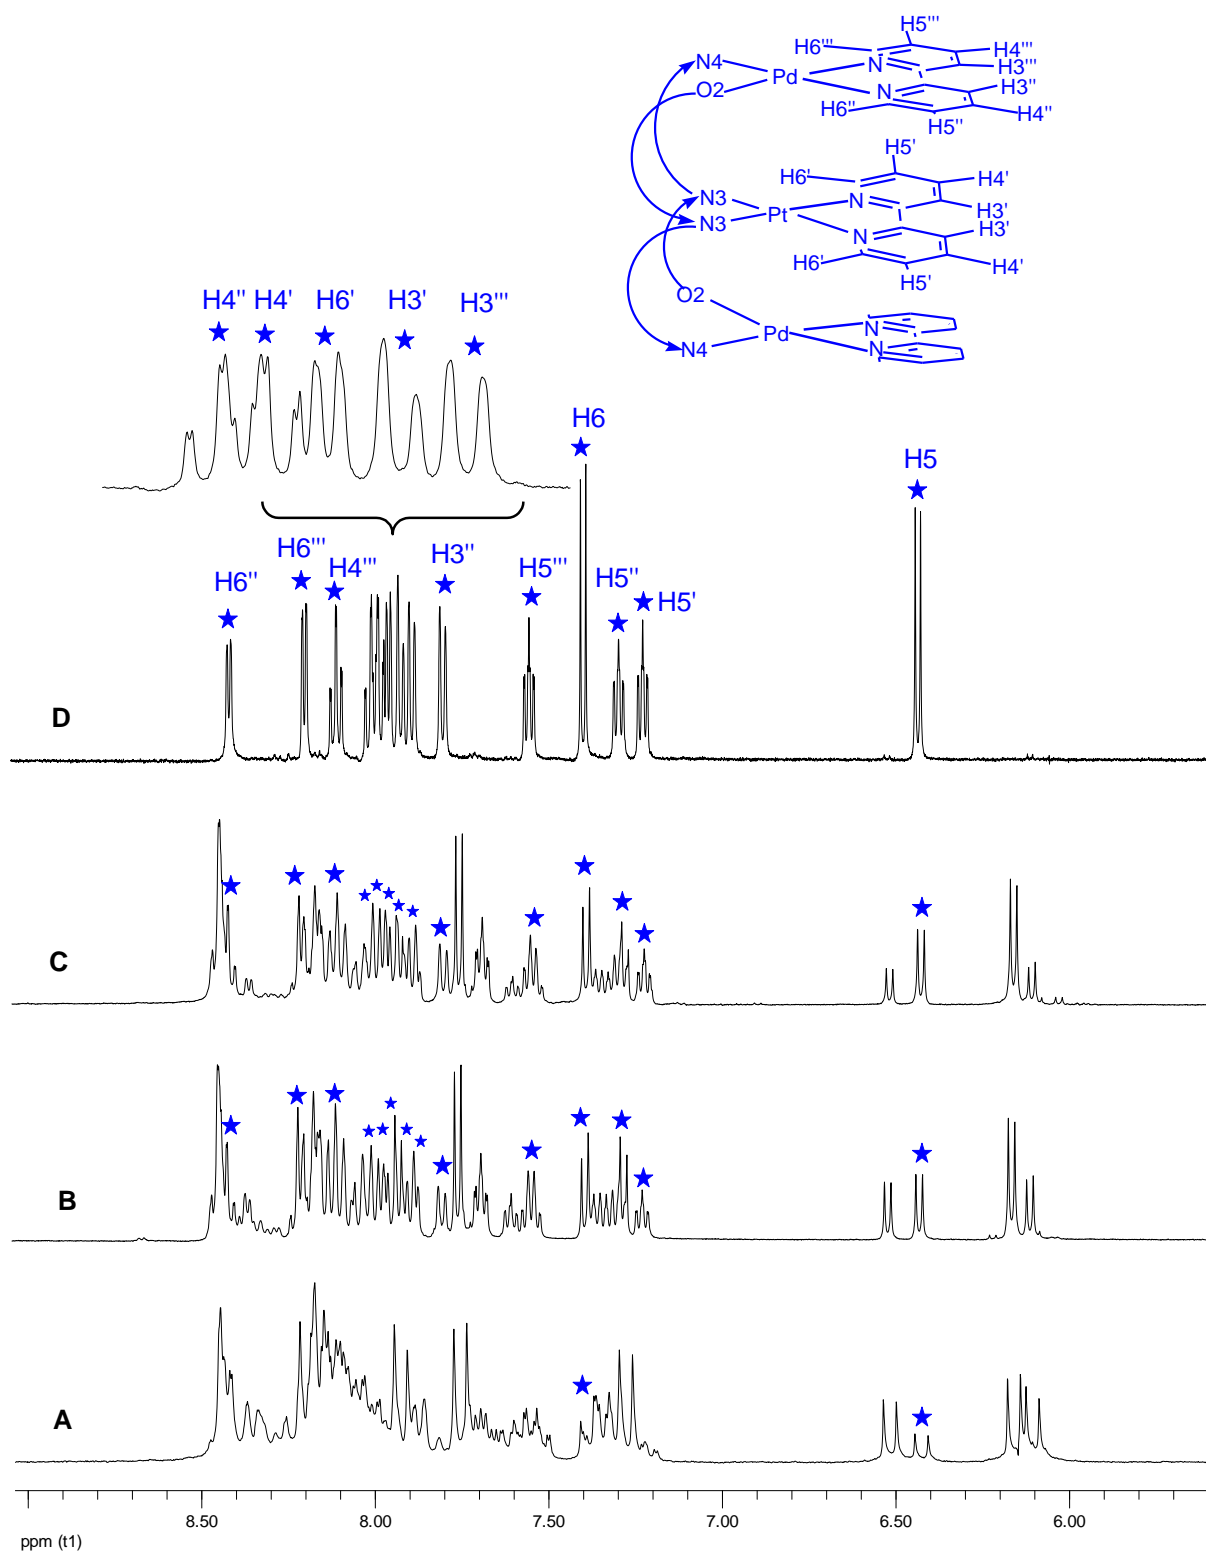 H5'''
H6''' H4'''
N4 N H3'''
Pd
O2 N H3''
H6'' H4''
H5''
H5'
H6' H4'
N3 N
Pt H3'
N3 H3'
N
H6' H4'
H5'
O2
N
Pd
N4 N
H4'' H4' H6' H3' H3'''
H6
H5
H6'' H6''' H4''' H3'' H5''' H5'' H5'
D
C
B
A
8.50 8.00 7.50 7.00 6.50 6.00
ppm (t1)